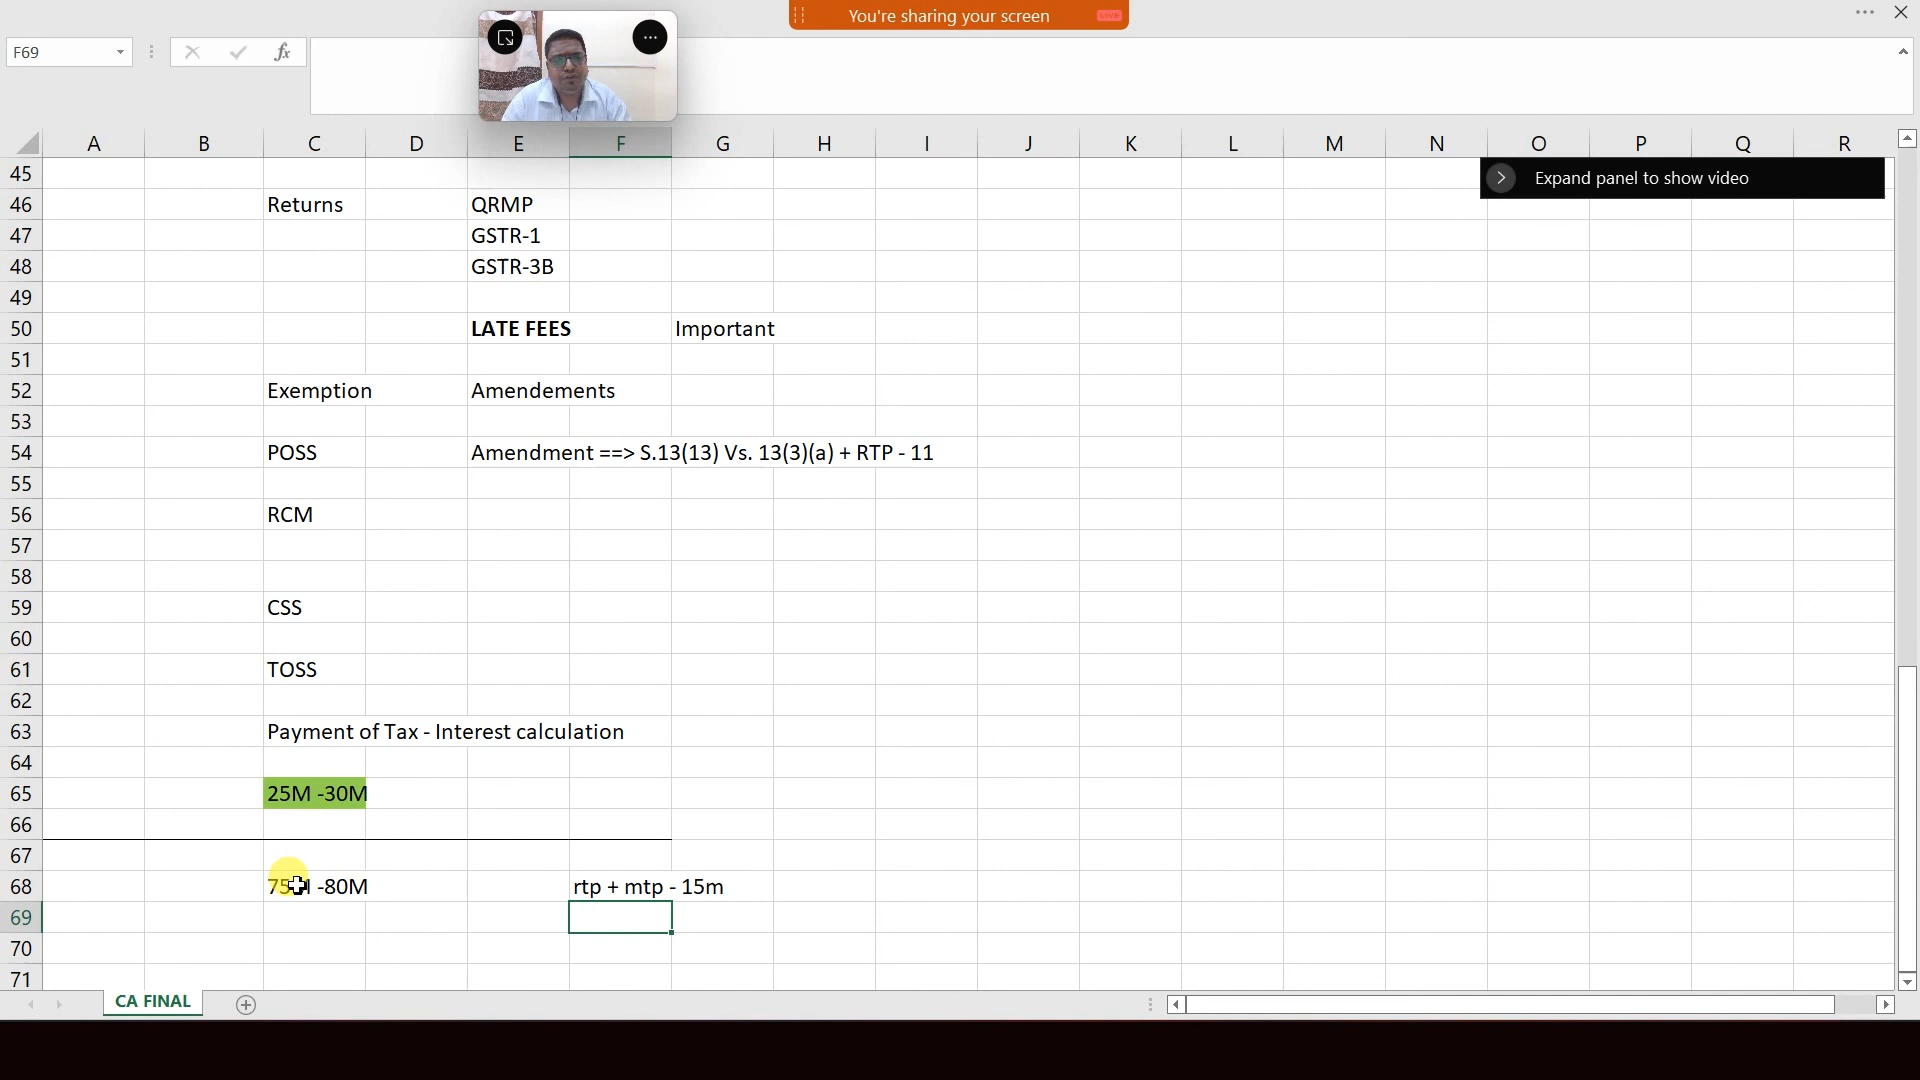 You're sharing your screen
F69
fx
A B C D E F G H I J K L M N O P Q R
Expand panel to show video
45
46 Returns QRMP
47 GSTR-1
48 GSTR-3B
49
50 LATE FEES Important
51
52 Exemption Amendements
53
54 POSS Amendment ==> S.13(13) Vs. 13(3)(a) + RTP - 11
55
56 RCM
57
58
59 CSS
60
61 TOSS
62
63 Payment of Tax - Interest calculation
64
65 25M -30M
66
67
68 75M -80M rtp + mtp - 15m
69
70
71
CA FINAL